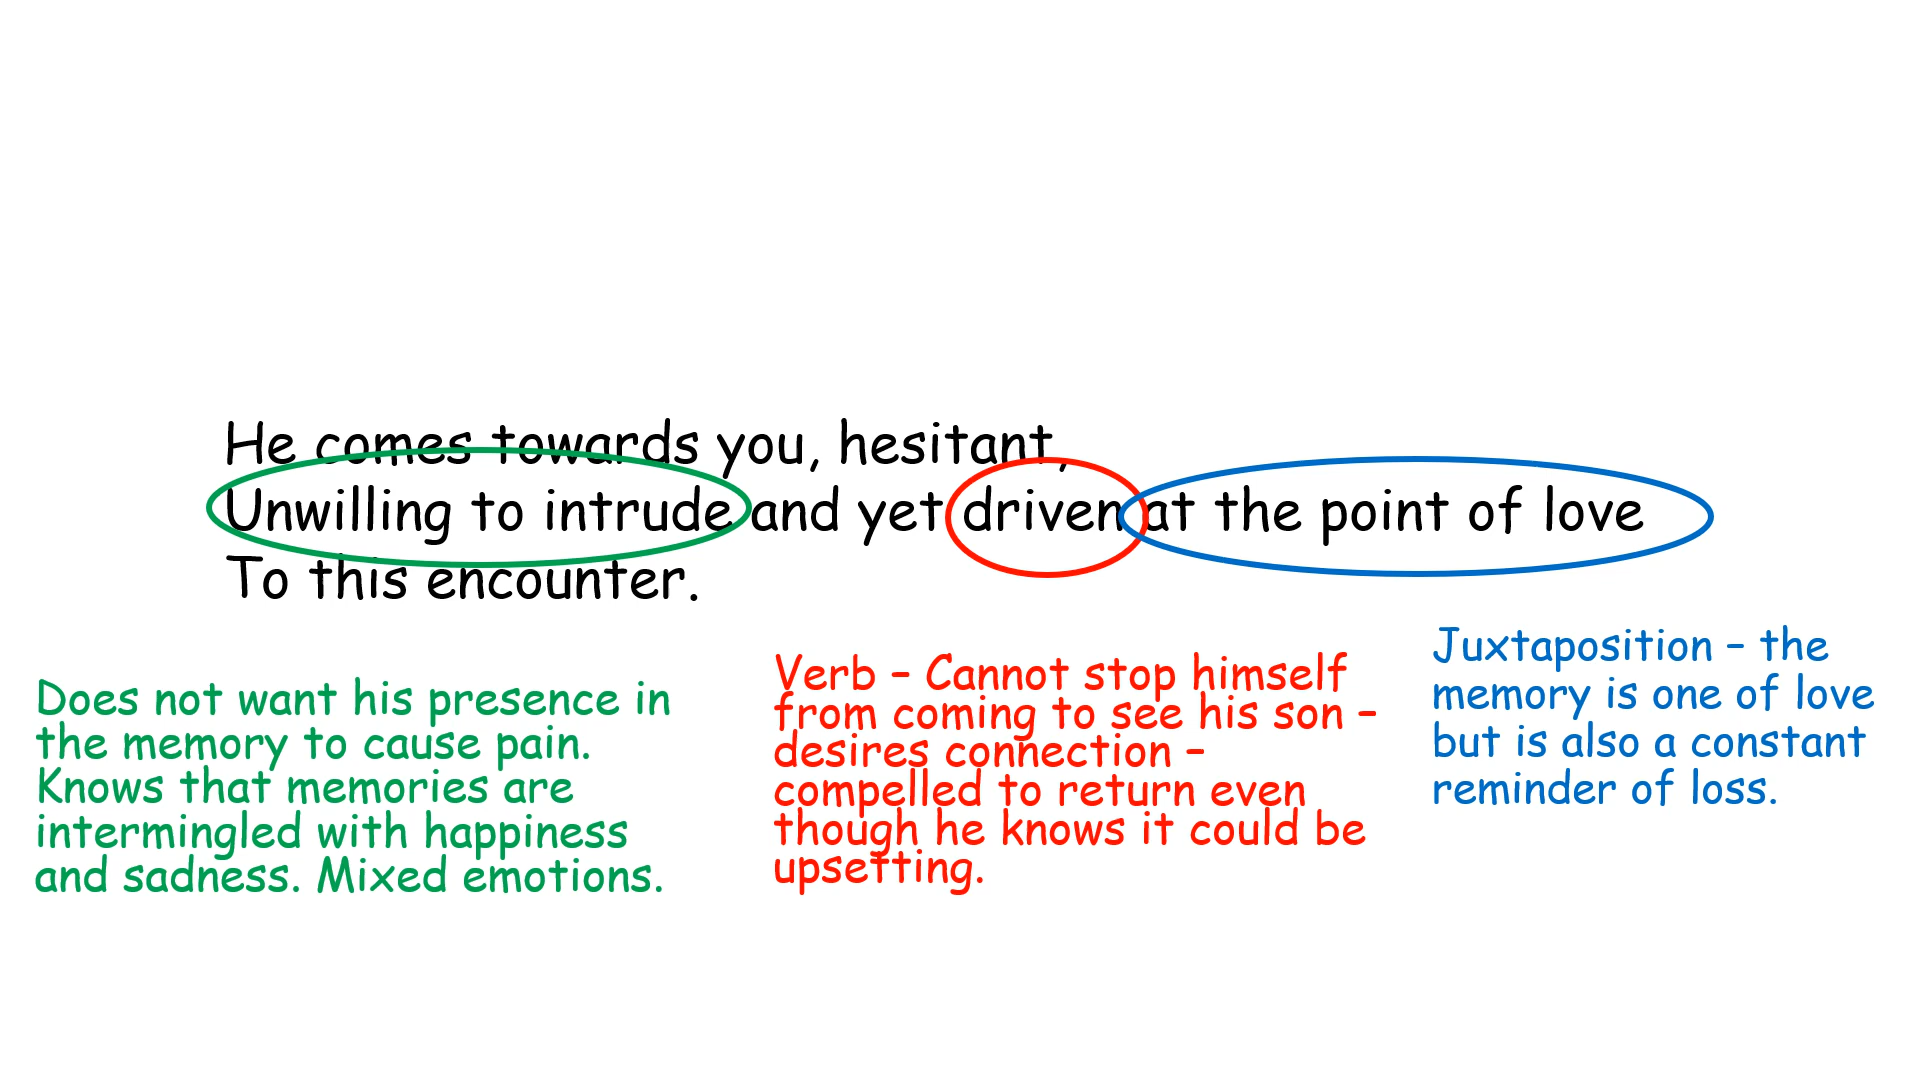 He comes towards you, hesitant,
Unwilling to intrude and yet driven at the point of love
To this encounter.
Does not want his presence in
the memory to cause pain.
Knows that memories are
intermingled with happiness
and sadness. Mixed emotions.
Verb – Cannot stop himself
from coming to see his son –
desires connection –
compelled to return even
though he knows it could be
upsetting.
Juxtaposition – the
memory is one of love
but is also a constant
reminder of loss.